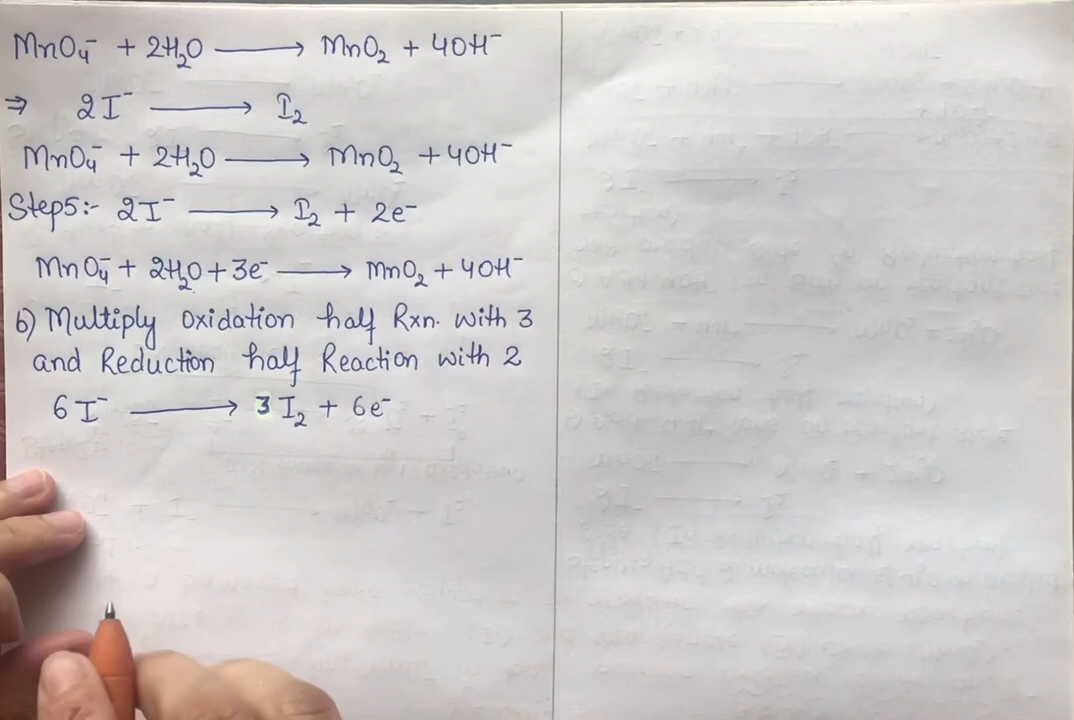 MnO₄⁻ + 2H₂O ⟶ MnO₂ + 4OH⁻
⇒ 2I⁻ ⟶ I₂
MnO₄⁻ + 2H₂O ⟶ MnO₂ + 4OH⁻
Step5:- 2I⁻ ⟶ I₂ + 2e⁻
MnO₄⁻ + 2H₂O + 3e⁻ ⟶ MnO₂ + 4OH⁻
6) Multiply oxidation half Rxn. with 3
and Reduction half Reaction with 2
6I⁻ ⟶ 3I₂ + 6e⁻